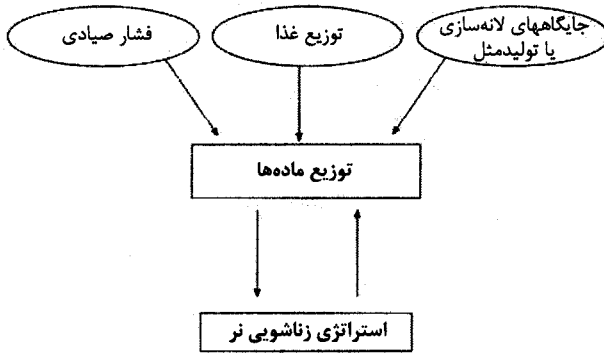 جایگاههای لانه‌سازی
یا تولیدمثل
توزیع غذا
فشار صیادی
توزیع ماده‌ها
استراتژی زناشویی نر